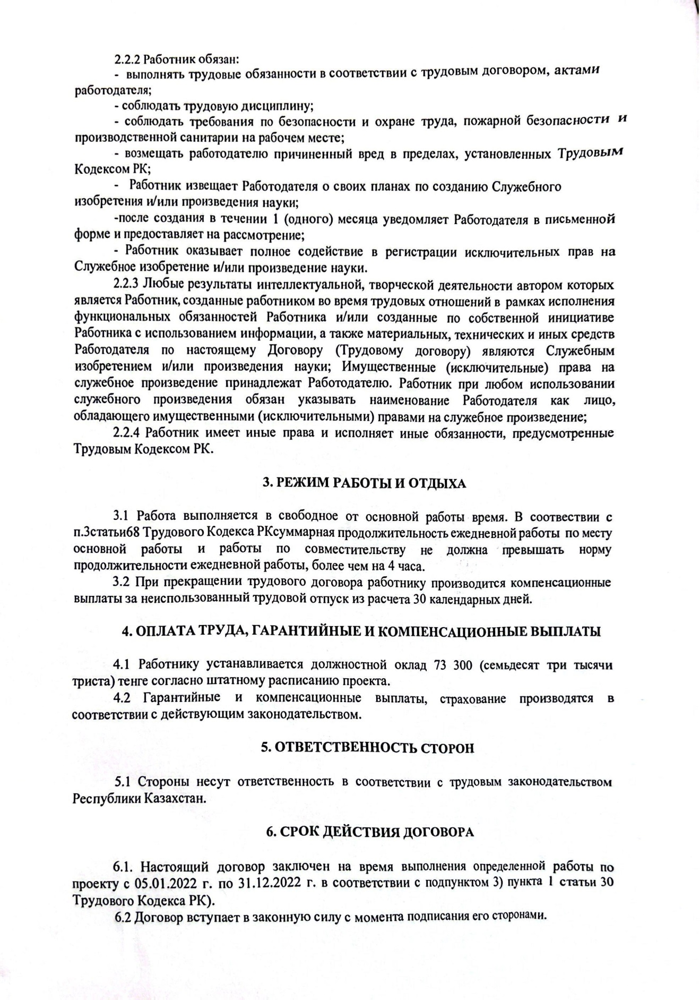 2.2.2 Работник обязан:
- выполнять трудовые обязанности в соответствии с трудовым договором, актами
работодателя;
- соблюдать трудовую дисциплину;
- соблюдать требования по безопасности и охране труда, пожарной безопасности и
производственной санитарии на рабочем месте;
- возмещать работодателю причиненный вред в пределах, установленных Трудовым
Кодексом РК;
- Работник извещает Работодателя о своих планах по созданию Служебного
изобретения и/или произведения науки;
-после создания в течении 1 (одного) месяца уведомляет Работодателя в письменной
форме и предоставляет на рассмотрение;
- Работник оказывает полное содействие в регистрации исключительных прав на
Служебное изобретение и/или произведение науки.
2.2.3 Любые результаты интеллектуальной, творческой деятельности автором которых
является Работник, созданные работником во время трудовых отношений в рамках исполнения
функциональных обязанностей Работника и/или созданные по собственной инициативе
Работника с использованием информации, а также материальных, технических и иных средств
Работодателя по настоящему Договору (Трудовому договору) являются Служебным
изобретением и/или произведения науки; Имущественные (исключительные) права на
служебное произведение принадлежат Работодателю. Работник при любом использовании
служебного произведения обязан указывать наименование Работодателя как лицо,
обладающего имущественными (исключительными) правами на служебное произведение;
2.2.4 Работник имеет иные права и исполняет иные обязанности, предусмотренные
Трудовым Кодексом РК.
3. РЕЖИМ РАБОТЫ И ОТДЫХА
3.1 Работа выполняется в свободное от основной работы время. В соотвествии с
п.3статьи68 Трудового Кодекса РКсуммарная продолжительность ежедневной работы по месту
основной работы и работы по совместительству не должна превышать норму
продолжительности ежедневной работы, более чем на 4 часа.
3.2 При прекращении трудового договора работнику производится компенсационные
выплаты за неиспользованный трудовой отпуск из расчета 30 календарных дней.
4. ОПЛАТА ТРУДА, ГАРАНТИЙНЫЕ И КОМПЕНСАЦИОННЫЕ ВЫПЛАТЫ
4.1 Работнику устанавливается должностной оклад 73 300 (семьдесят три тысячи
триста) тенге согласно штатному расписанию проекта.
4.2 Гарантийные и компенсационные выплаты, страхование производятся в
соответствии с действующим законодательством.
5. ОТВЕТСТВЕННОСТЬ СТОРОН
5.1 Стороны несут ответственность в соответствии с трудовым законодательством
Республики Казахстан.
6. СРОК ДЕЙСТВИЯ ДОГОВОРА
6.1. Настоящий договор заключен на время выполнения определенной работы по
проекту с 05.01.2022 г. по 31.12.2022 г. в соответствии с подпунктом 3) пункта 1 статьи 30
Трудового Кодекса РК).
6.2 Договор вступает в законную силу с момента подписания его сторонами.